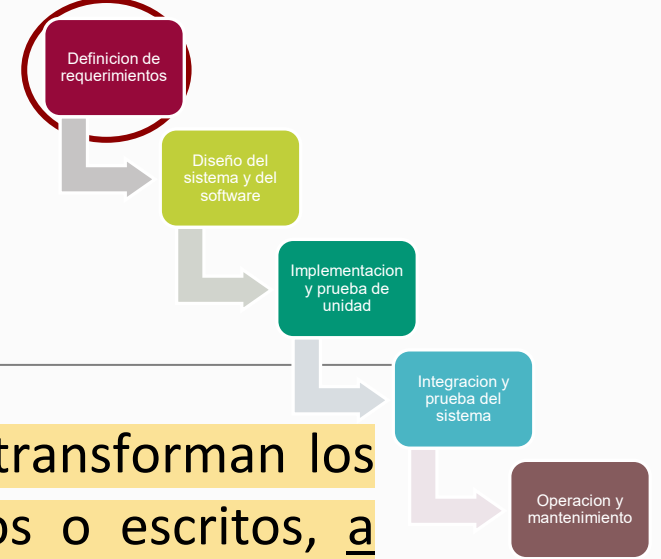 Definicion de
requerimientos
Diseño del
sistema y del
software
Implementacion
y prueba de
unidad
Integracion y
prueba del
sistema
transforman los
os o escritos, a
Operacion y
mantenimiento